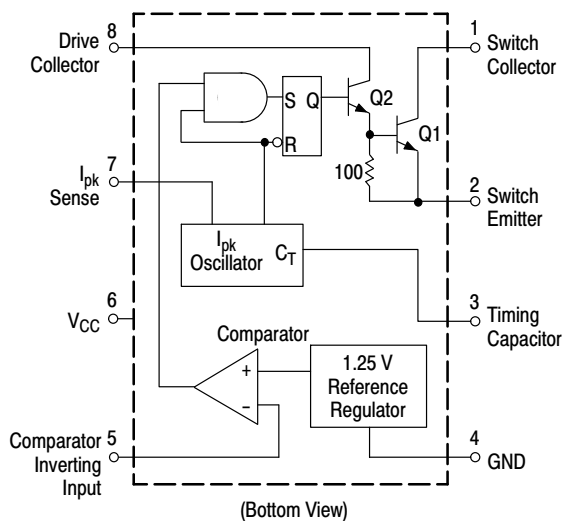 Drive
Collector
8
1
Switch
Collector
S Q
R
Q2
Q1
100
7
Ipk
Sense
2
Switch
Emitter
Ipk
Oscillator
CT
6
VCC
3
Timing
Capacitor
Comparator
+
–
1.25 V
Reference
Regulator
Comparator
Inverting
Input
5
4
GND
(Bottom View)